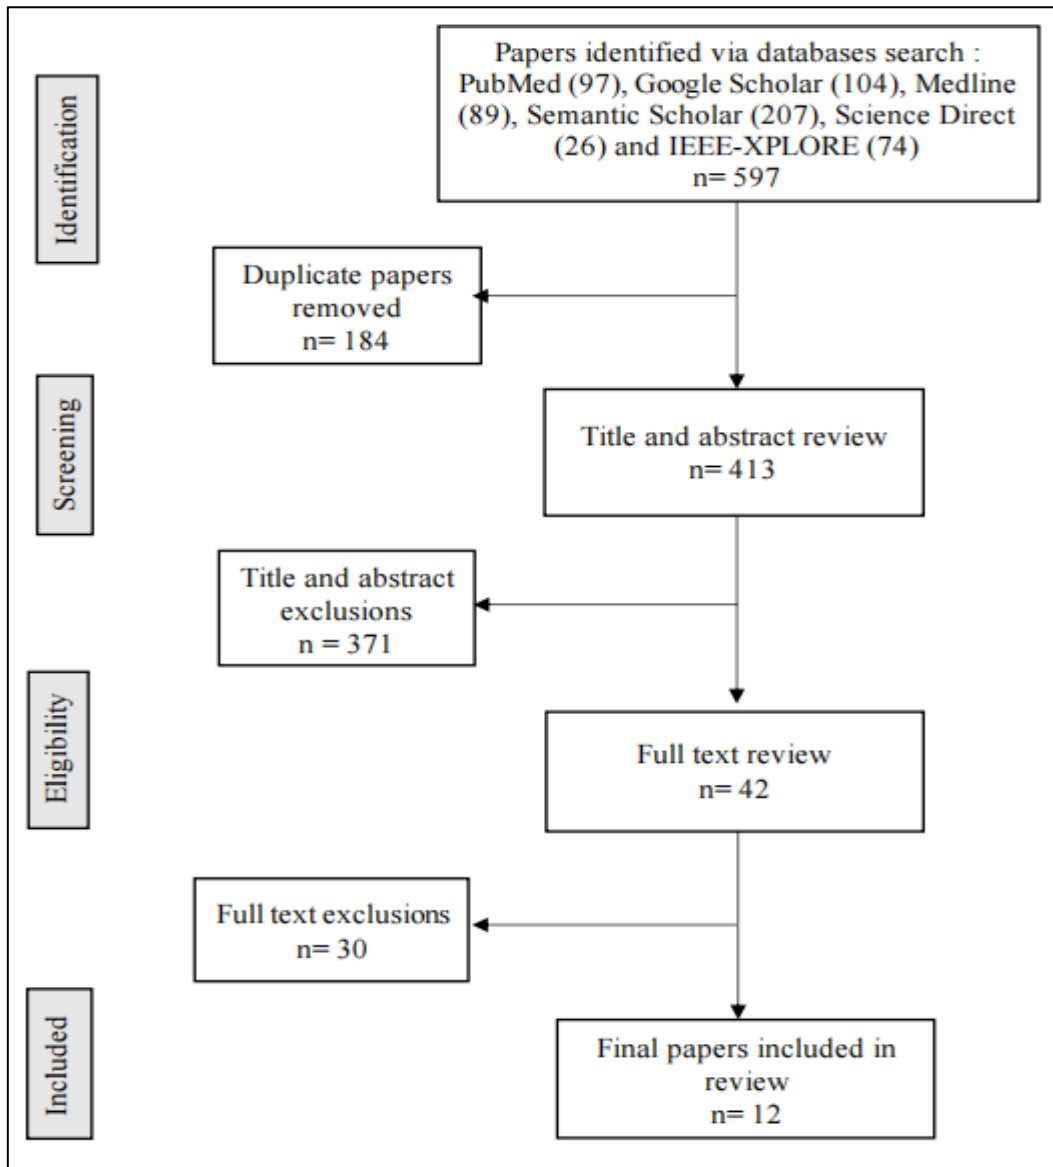 Papers identified via databases search :
PubMed (97), Google Scholar (104), Medline
(89), Semantic Scholar (207), Science Direct
(26) and IEEE-XPLORE (74)
n= 597
Identification
Duplicate papers
removed
n= 184
Screening
Title and abstract review
n= 413
Title and abstract
exclusions
n = 371
Eligibility
Full text review
n= 42
Full text exclusions
n= 30
Included
Final papers included in
review
n= 12